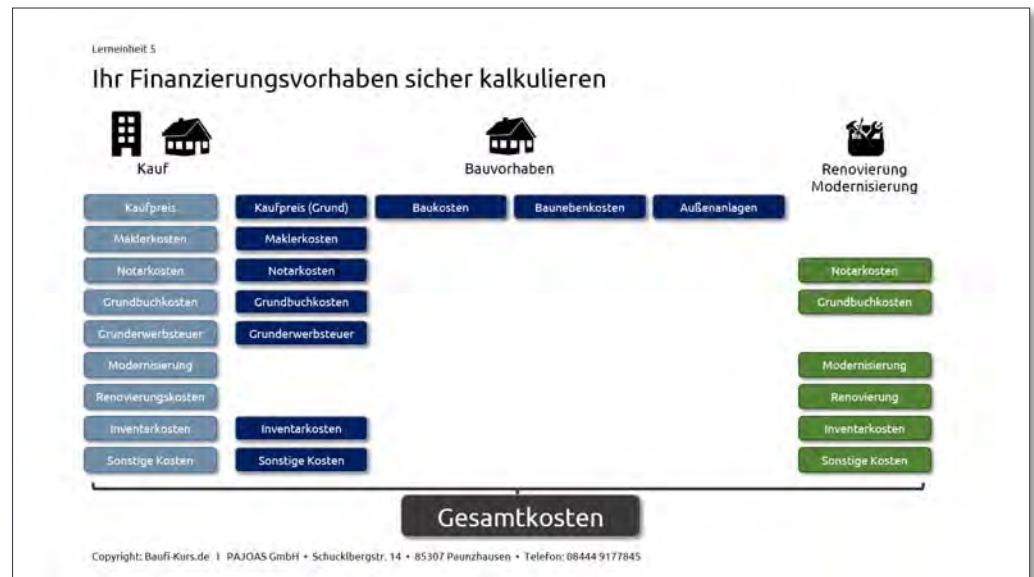 Lerneinheit 5
Ihr Finanzierungsvorhaben sicher kalkulieren
Kauf
Bauvorhaben
Renovierung
Modernisierung
Kaufpreis
Kaufpreis (Grund)
Baukosten
Baunebenkosten
Außenanlagen
Maklerkosten
Maklerkosten
Notarkosten
Notarkosten
Notarkosten
Grundbuchkosten
Grundbuchkosten
Grundbuchkosten
Grunderwerbsteuer
Grunderwerbsteuer
Modernisierung
Modernisierung
Renovierungskosten
Renovierung
Inventarkosten
Inventarkosten
Inventarkosten
Sonstige Kosten
Sonstige Kosten
Sonstige Kosten
Gesamtkosten
Copyright: Baufi-Kurs.de I PAJOAS GmbH • Schucklbergstr. 14 • 85307 Paunzhausen • Telefon: 08444 9177845